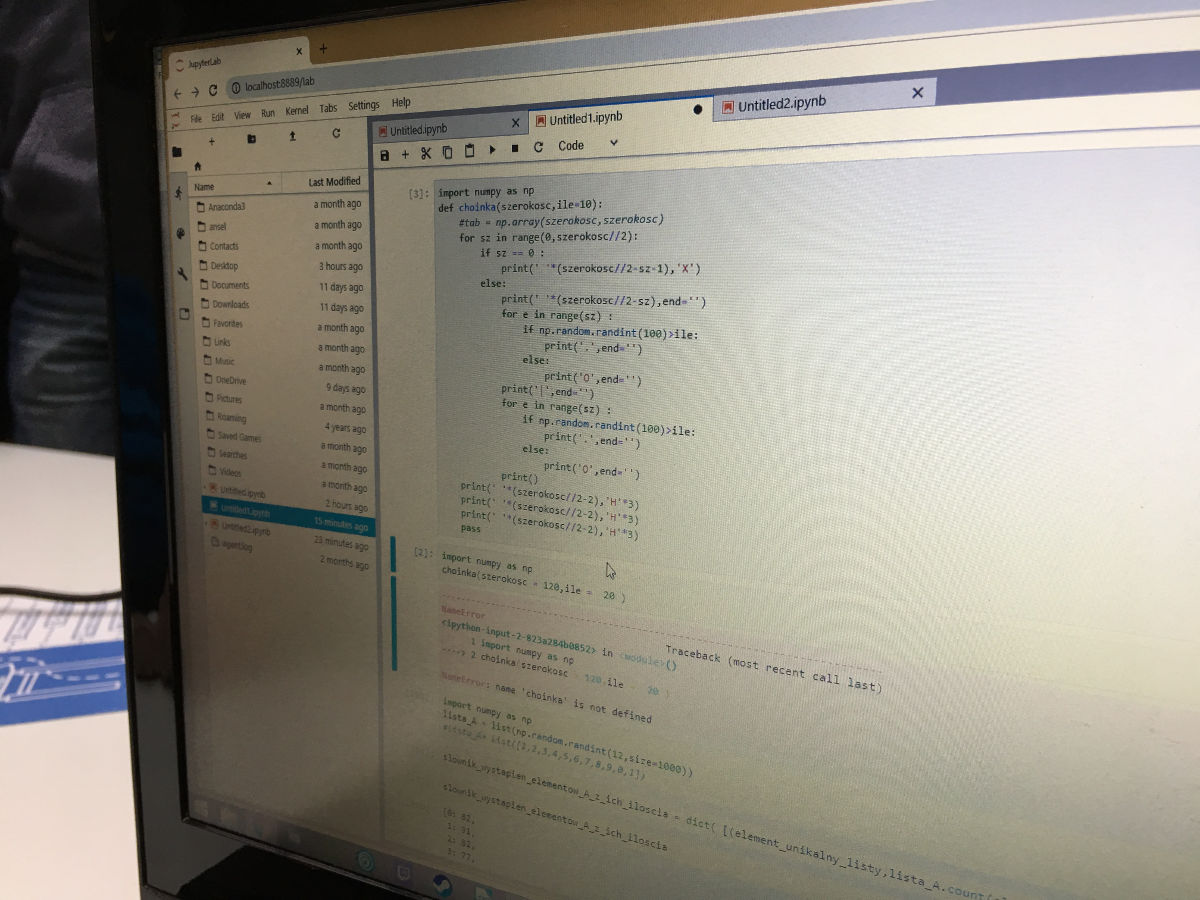 JupyterLab
localhost:8889/lab
File Edit View Run Kernel Tabs Settings Help
Untitled.ipynb
Untitled1.ipynb
Untitled2.ipynb
Code
Name Last Modified
Anaconda3 a month ago
ansel a month ago
Contacts a month ago
Desktop 3 hours ago
Documents 11 days ago
Downloads 11 days ago
Favorites a month ago
Links a month ago
Music a month ago
OneDrive 9 days ago
Pictures a month ago
Roaming 4 years ago
Saved Games a month ago
Searches a month ago
Videos a month ago
Untitled.ipynb 2 hours ago
Untitled1.ipynb 15 minutes ago
Untitled2.ipynb 23 minutes ago
agent.log 2 months ago
[3]: import numpy as np
def choinka(szerokosc,ile=10):
#tab = np.array(szerokosc,szerokosc)
for sz in range(0,szerokosc//2):
if sz == 0 :
print(' '*(szerokosc//2-sz-1),'X')
else:
print(' '*(szerokosc//2-sz),end='')
for e in range(sz) :
if np.random.randint(100)>ile:
print('.',end='')
else:
print('O',end='')
print('|',end='')
for e in range(sz) :
if np.random.randint(100)>ile:
print('.',end='')
else:
print('O',end='')
print()
print(' '*(szerokosc//2-2),'H'*3)
print(' '*(szerokosc//2-2),'H'*3)
print(' '*(szerokosc//2-2),'H'*3)
pass
[2]: import numpy as np
choinka(szerokosc = 120,ile = 20 )
NameError Traceback (most recent call last)
<ipython-input-2-823a284b0852> in <module>()
1 import numpy as np
----> 2 choinka(szerokosc = 120,ile = 20 )
NameError: name 'choinka' is not defined
import numpy as np
lista_A = list(np.random.randint(12,size=1000))
#lista_A= list([1,2,3,4,5,6,7,8,9,0,1])
slownik_wystapien_elementow_A_z_ich_iloscia = dict( [(element_unikalny_listy,lista_A.count(
slownik_wystapien_elementow_A_z_ich_iloscia
{0: 82,
1: 91,
2: 82,
3: 77,